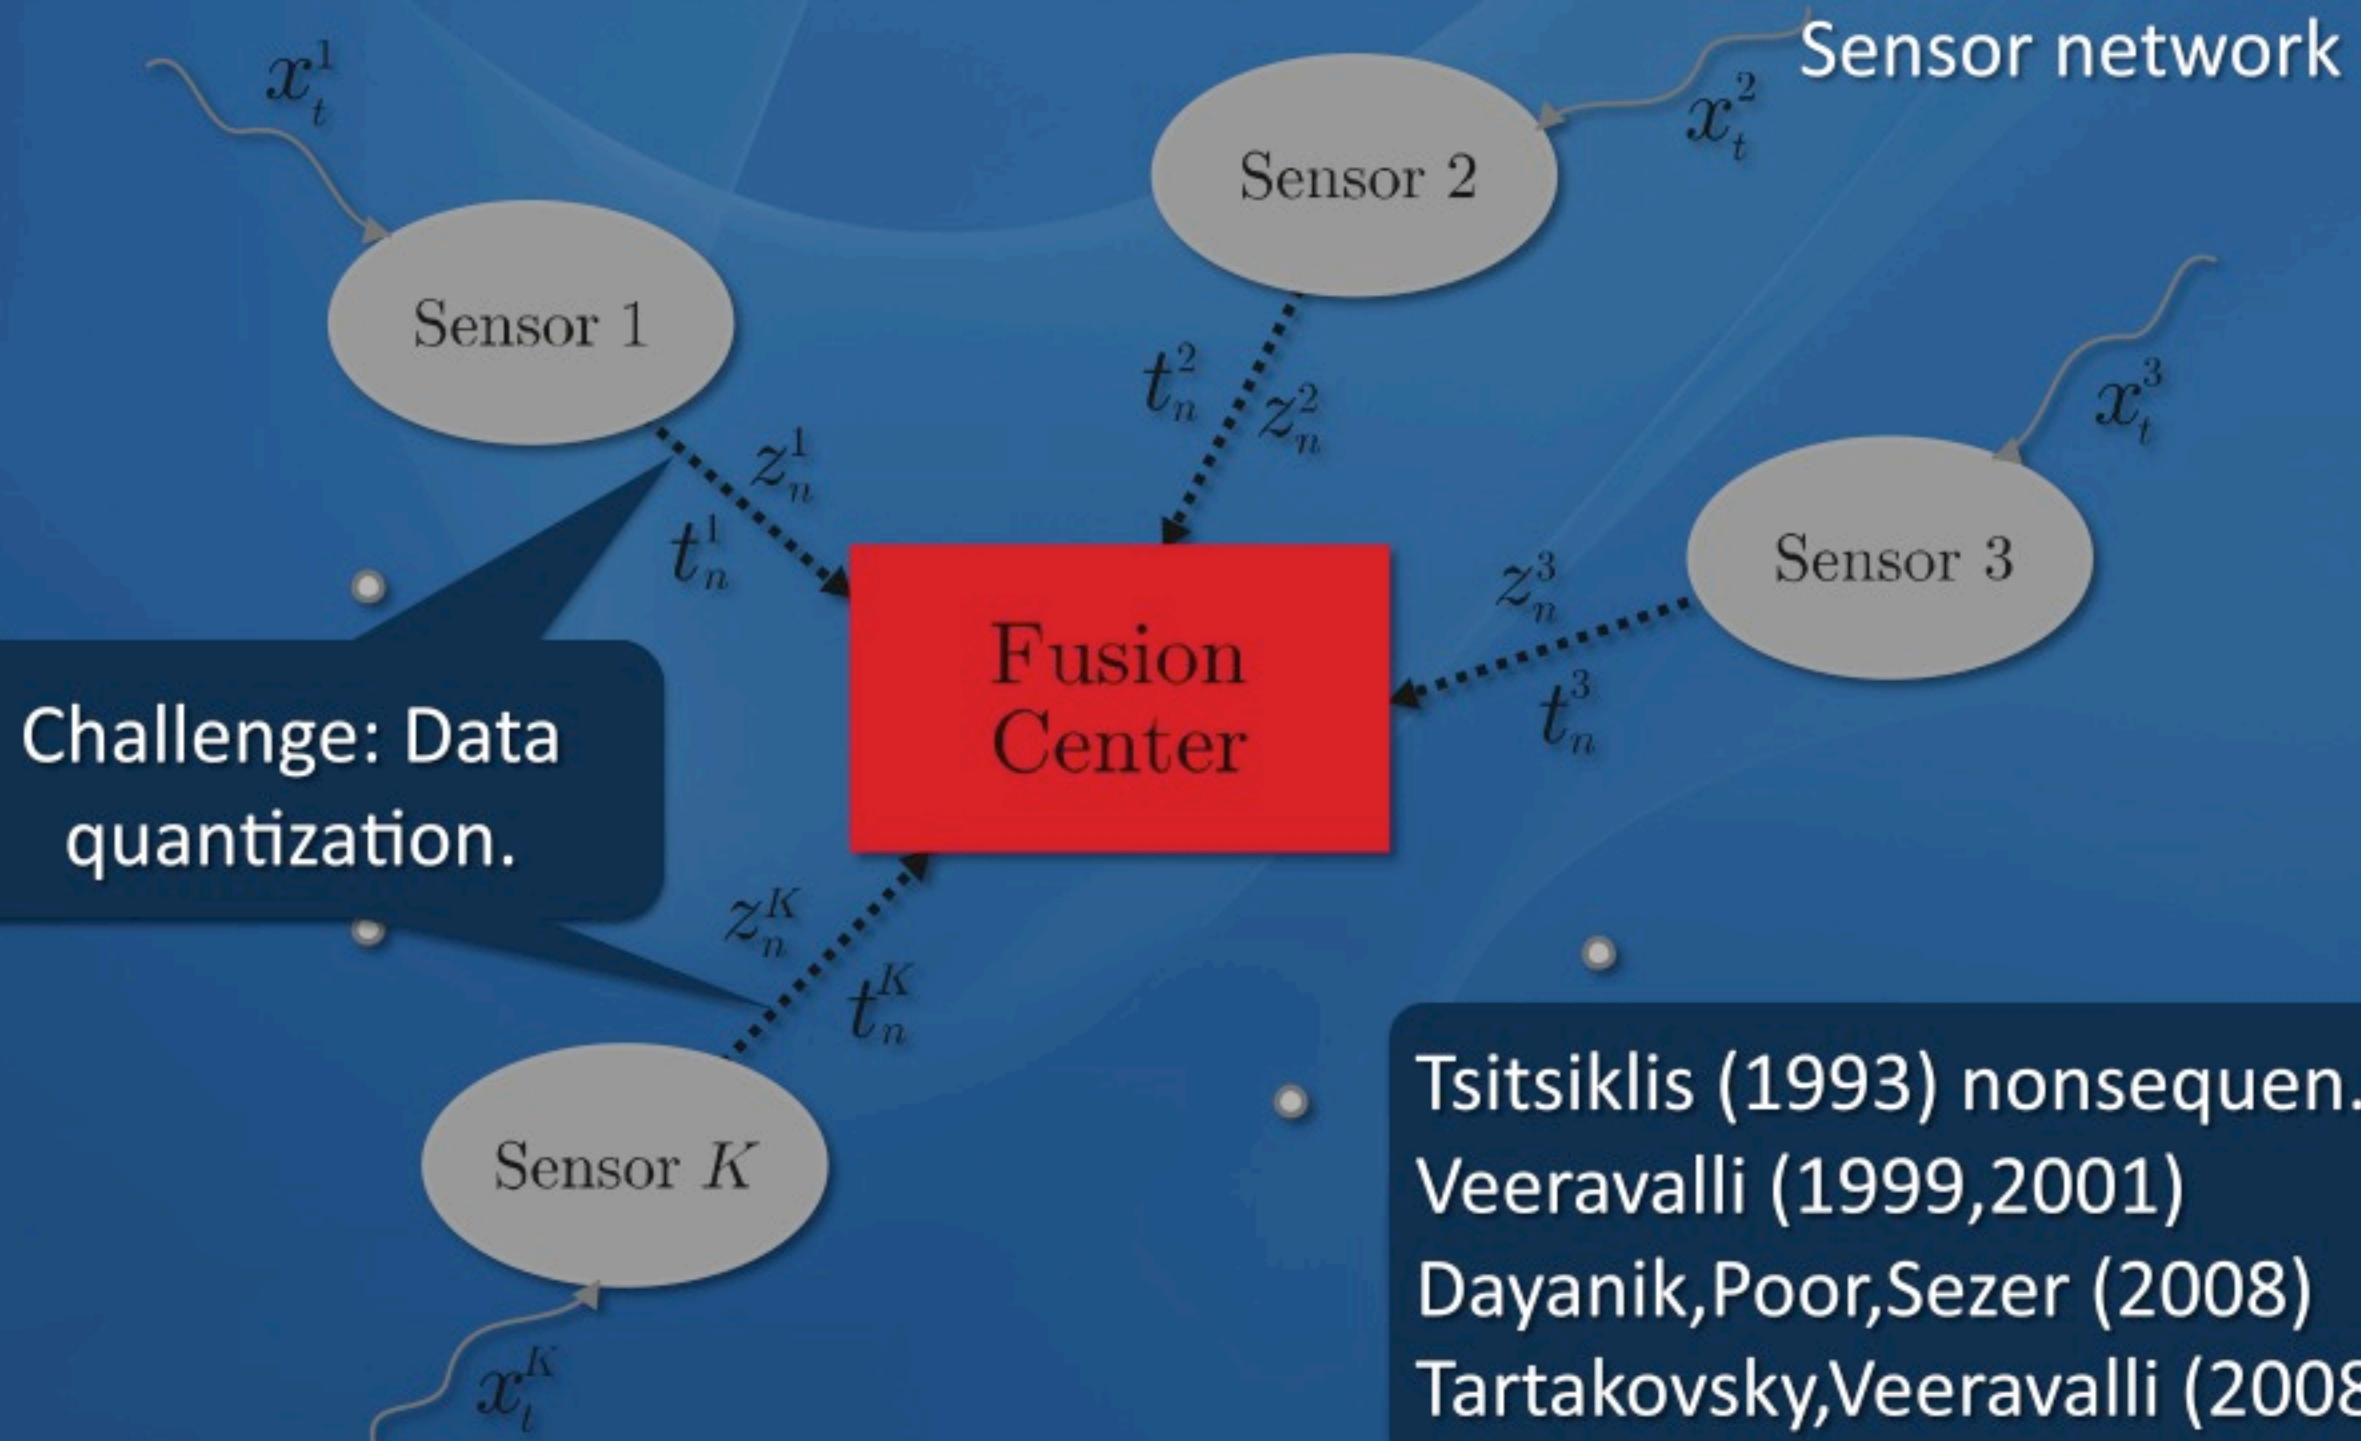 Sensor network
x_t^1
x_t^2
Sensor 2
Sensor 1
x_t^3
t_n^2
z_n^2
z_n^1
t_n^1
Sensor 3
z_n^3
t_n^3
Fusion
Center
Challenge: Data
quantization.
z_n^K
t_n^K
Sensor K
x_t^K
Tsitsiklis (1993) nonsequen.
Veeravalli (1999,2001)
Dayanik,Poor,Sezer (2008)
Tartakovsky,Veeravalli (2008